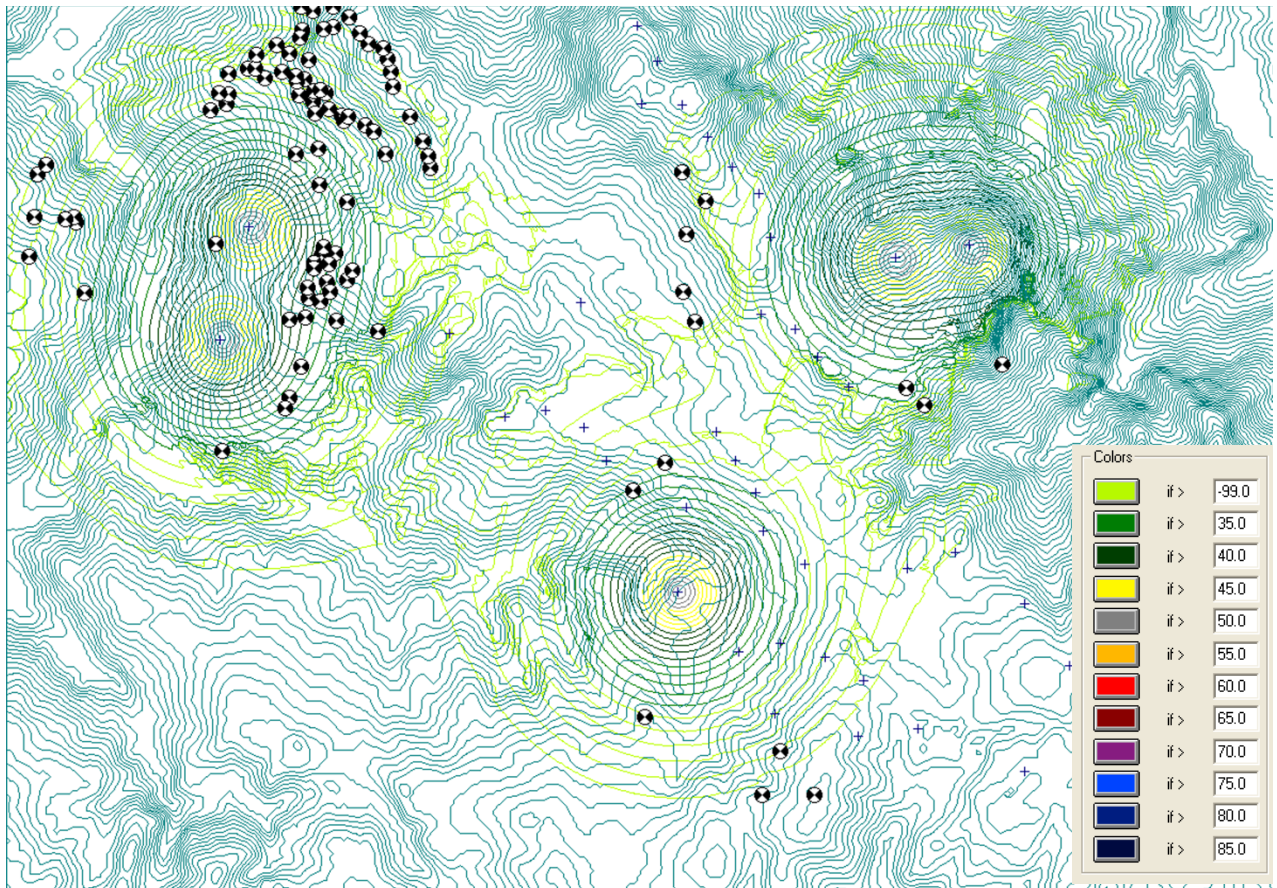 Colors
if > -99.0
if > 35.0
if > 40.0
if > 45.0
if > 50.0
if > 55.0
if > 60.0
if > 65.0
if > 70.0
if > 75.0
if > 80.0
if > 85.0